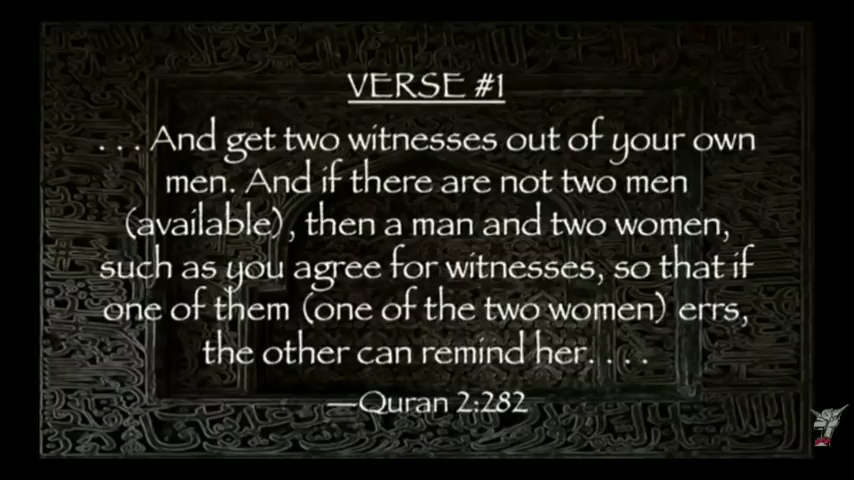 VERSE #1
. . . And get two witnesses out of your own
men. And if there are not two men
(available), then a man and two women,
such as you agree for witnesses, so that if
one of them (one of the two women) errs,
the other can remind her. . . .
—Quran 2:282